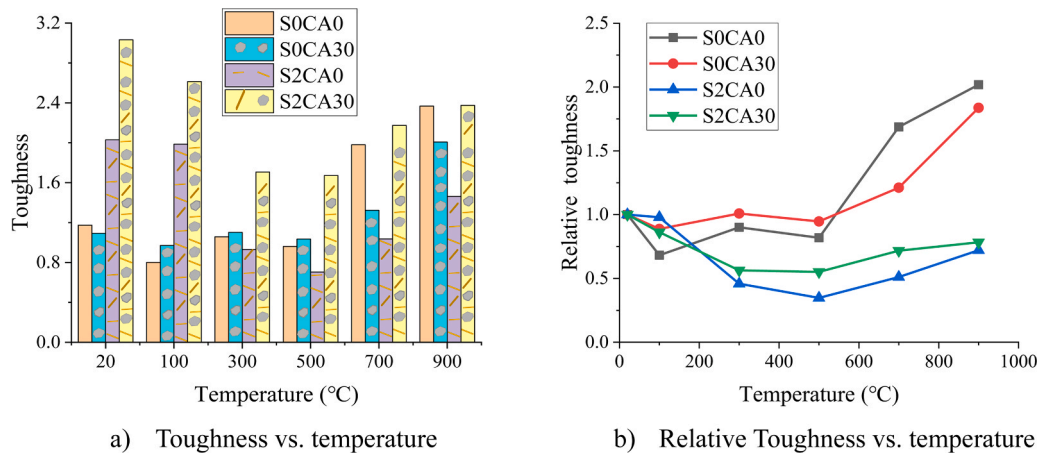 3.2
2.4
1.6
0.8
0.0
Toughness
S0CA0
S0CA30
S2CA0
S2CA30
20 100 300 500 700 900
Temperature (℃)
a) Toughness vs. temperature
2.5
2.0
1.5
1.0
0.5
0.0
Relative toughness
S0CA0
S0CA30
S2CA0
S2CA30
0 200 400 600 800 1000
Temperature (℃)
b) Relative Toughness vs. temperature